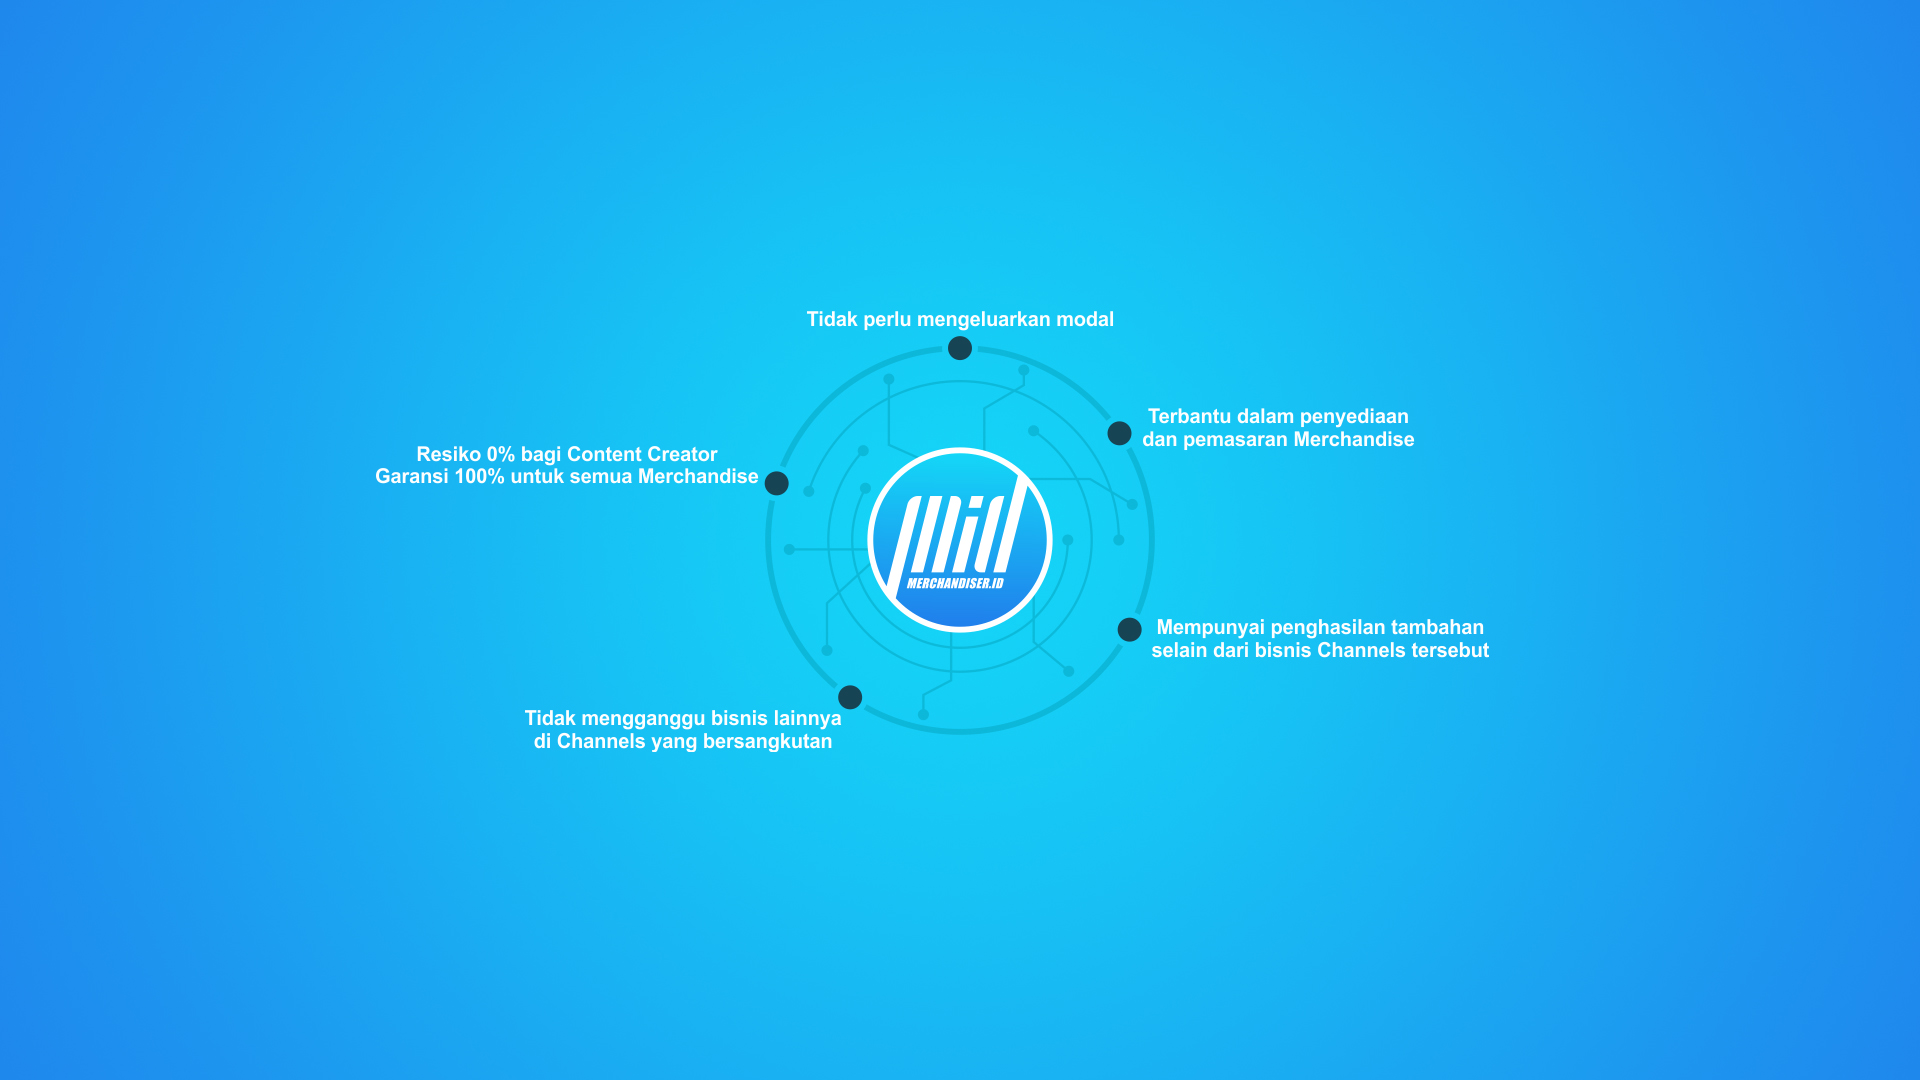 Tidak perlu mengeluarkan modal
Terbantu dalam penyediaan
dan pemasaran Merchandise
Resiko 0% bagi Content Creator
Garansi 100% untuk semua Merchandise
MID
MERCHANDISER.ID
Mempunyai penghasilan tambahan
selain dari bisnis Channels tersebut
Tidak mengganggu bisnis lainnya
di Channels yang bersangkutan